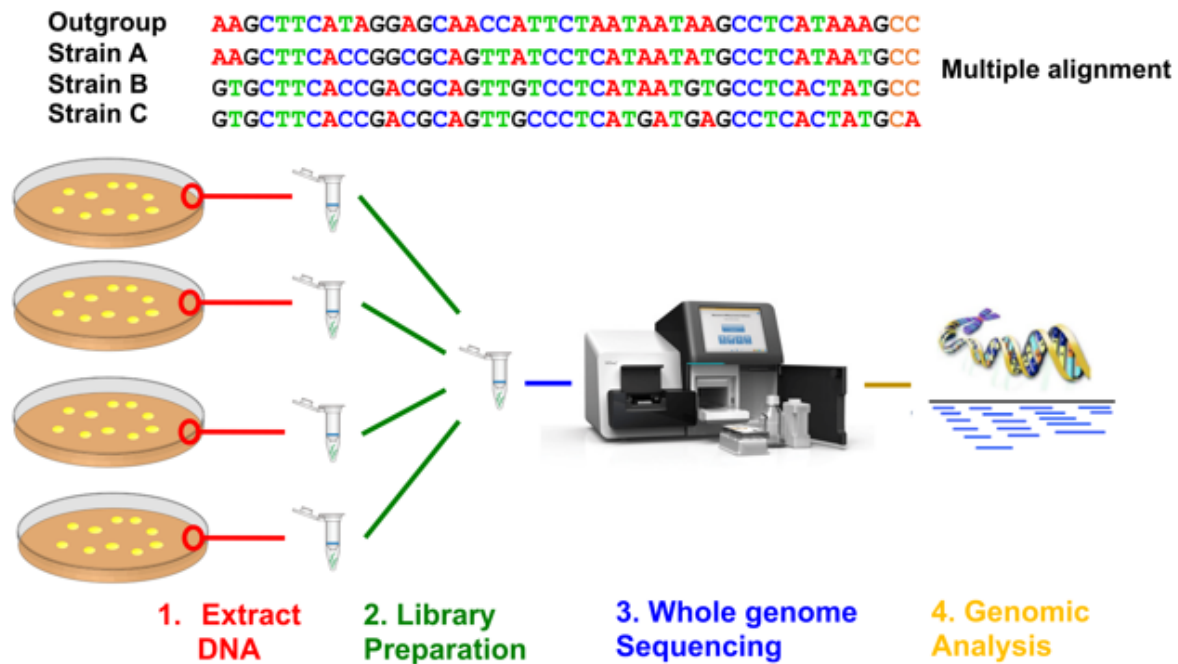 Outgroup AAGCTTCATAGGAGCAACCATTCTAATAATAAGCCTCATAAAGCC
Strain A AAGCTTCACCGGCGCAGTTATCCTCATAATATGCCTCATAATGCC
Strain B GTGCTTCACCGACGCAGTTGTCCTCATAATGTGCCTCACTATGCC
Strain C GTGCTTCACCGACGCAGTTGCCCTCATGATGAGCCTCACTATGCA
Multiple alignment
1. Extract DNA
2. Library Preparation
3. Whole genome Sequencing
4. Genomic Analysis